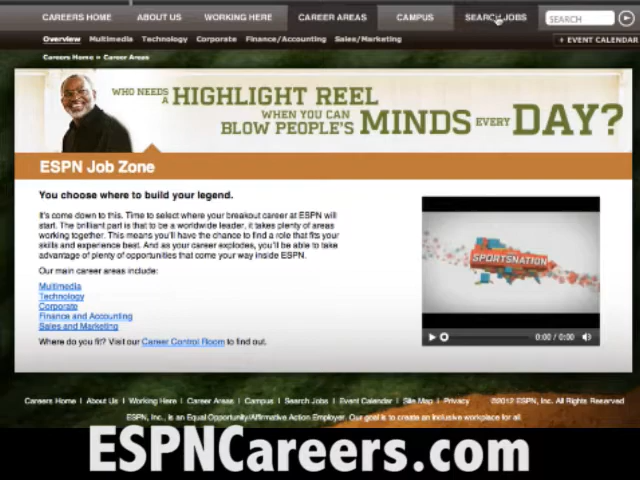 CAREERS HOME ABOUT US WORKING HERE CAREER AREAS CAMPUS SEARCH JOBS SEARCH
Overview Multimedia Technology Corporate Finance/Accounting Sales/Marketing + EVENT CALENDAR
Careers Home » Career Areas
WHO NEEDS A HIGHLIGHT REEL
WHEN YOU CAN
BLOW PEOPLE'S MINDS EVERY DAY?
ESPN Job Zone
You choose where to build your legend.
It's come down to this. Time to select where your breakout career at ESPN will
start. The brilliant part is that to be a worldwide leader, it takes plenty of areas
working together. This means you'll have the chance to find a role that fits your
skills and experience best. And as your career explodes, you'll be able to take
advantage of plenty of opportunities that come your way inside ESPN.
Our main career areas include:
Multimedia
Technology
Corporate
Finance and Accounting
Sales and Marketing
Where do you fit? Visit our Career Control Room to find out.
SPORTSNATION
0:00 / 0:00
Careers Home | About Us | Working Here | Career Areas | Campus | Search Jobs | Event Calendar | Site Map | Privacy ©2012 ESPN, Inc. All Rights Reserved
ESPN, Inc., is an Equal Opportunity/Affirmative Action Employer. Our goal is to create an inclusive workplace for all.
ESPNCareers.com